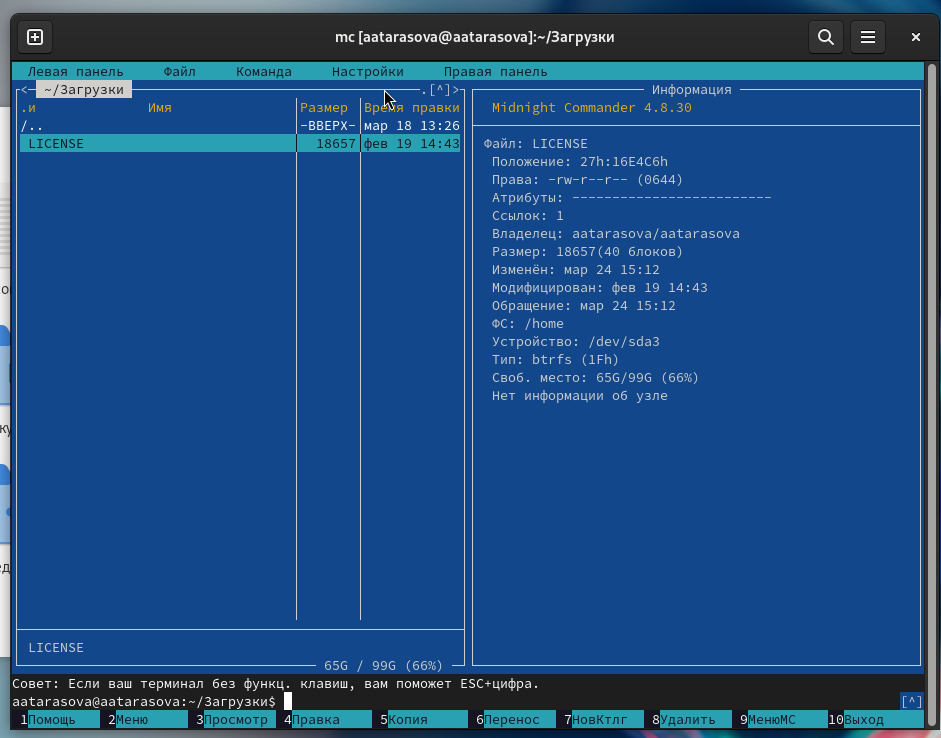 mc [aatarasova@aatarasova]:~/Загрузки
Левая панель Файл Команда Настройки Правая панель
<─ ~/Загрузки .[^]>
.и Имя Размер Время правки
/.. -ВВЕРХ- мар 18 13:26
LICENSE 18657 фев 19 14:43
LICENSE
65G / 99G (66%)
Информация
Midnight Commander 4.8.30
Файл: LICENSE
Положение: 27h:16E4C6h
Права: -rw-r--r-- (0644)
Атрибуты: -------------------------
Ссылок: 1
Владелец: aatarasova/aatarasova
Размер: 18657(40 блоков)
Изменён: мар 24 15:12
Модифицирован: фев 19 14:43
Обращение: мар 24 15:12
ФС: /home
Устройство: /dev/sda3
Тип: btrfs (1Fh)
Своб. место: 65G/99G (66%)
Нет информации об узле
Совет: Если ваш терминал без функц. клавиш, вам поможет ESC+цифра.
aatarasova@aatarasova:~/Загрузки$ [^]
1Помощь 2Меню 3Просмотр 4Правка 5Копия 6Перенос 7НовКтлг 8Удалить 9МенюМС 10Выход